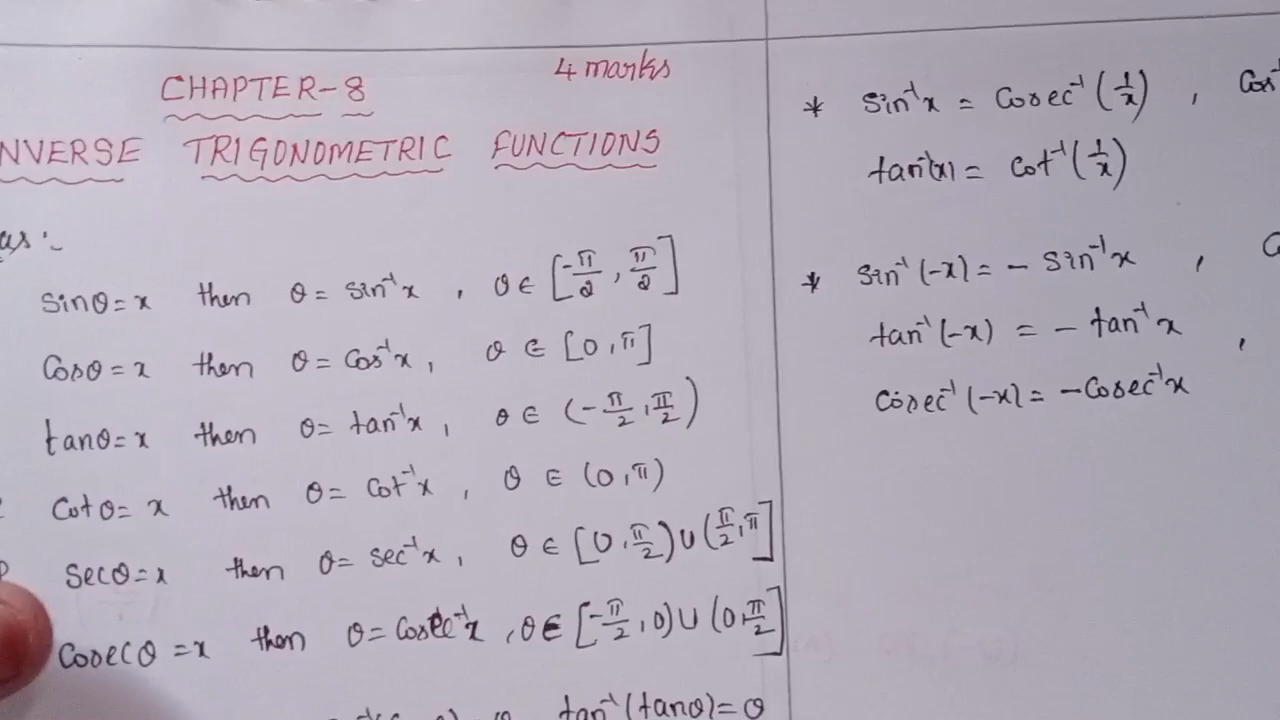 CHAPTER-8
4 marks
NVERSE TRIGONOMETRIC FUNCTIONS
sinθ=x then θ= sin⁻¹x , θ∈ [-π/2 , π/2]
Cosθ=x then θ= Cos⁻¹x , θ ∈ [0,π]
tanθ=x then θ= tan⁻¹x , θ∈ (-π/2, π/2)
Cotθ= x then θ= Cot⁻¹x , θ ∈ (0,π)
secθ=x then θ= sec⁻¹x , θ∈ [0,π/2)∪(π/2,π]
Cosecθ =x then θ=Cosec⁻¹x ,θ∈ [-π/2,0)∪(0,π/2]
tan⁻¹(tanθ)=θ
* Sin⁻¹x = Cosec⁻¹(1/x) , Cos⁻¹
tan⁻¹(x)= Cot⁻¹(1/x)
* Sin⁻¹(-x)= - Sin⁻¹x ,
tan⁻¹(-x) = - tan⁻¹x ,
Cosec⁻¹(-x)= -Cosec⁻¹x